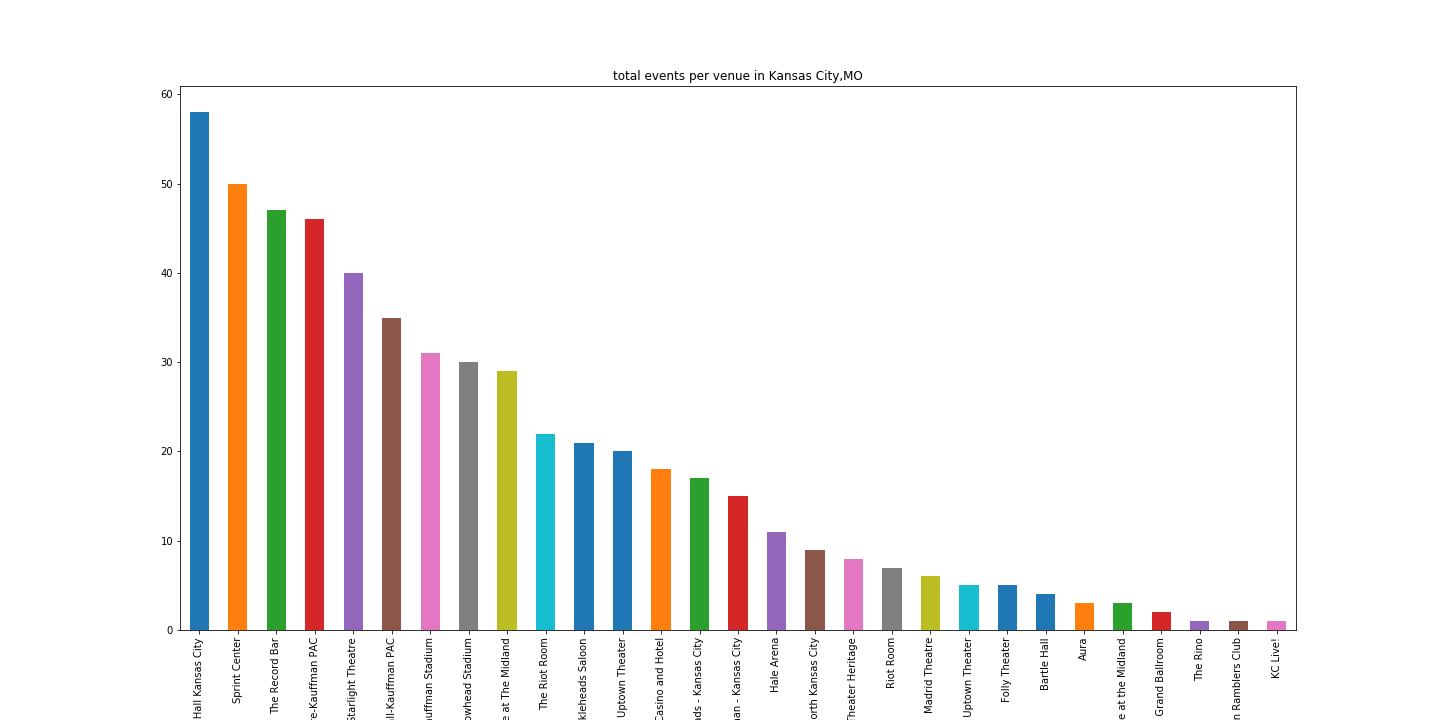 total events per venue in Kansas City,MO
60
50
40
30
20
10
0
Hall Kansas City
Sprint Center
The Record Bar
re-Kauffman PAC
Starlight Theatre
ll-Kauffman PAC
auffman Stadium
owhead Stadium
e at The Midland
The Riot Room
kleheads Saloon
Uptown Theater
Casino and Hotel
ds - Kansas City
an - Kansas City
Hale Arena
orth Kansas City
Theater Heritage
Riot Room
Madrid Theatre
Uptown Theater
Folly Theater
Bartle Hall
Aura
e at the Midland
Grand Ballroom
The Rino
n Ramblers Club
KC Live!